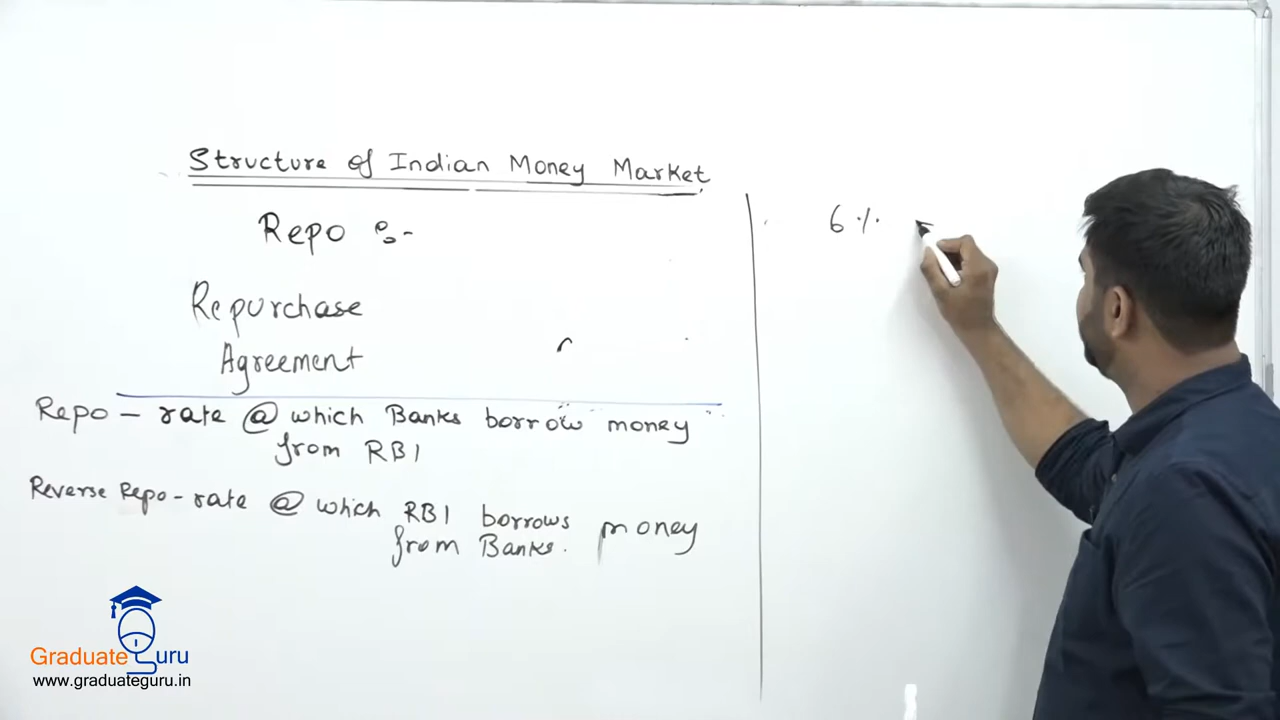 Structure of Indian Money Market
Repo :-
Repurchase
Agreement
Repo - rate @ which Banks borrow money
from RBI
Reverse Repo - rate @ which RBI borrows money
from Banks.
6%
Graduate Guru
www.graduateguru.in